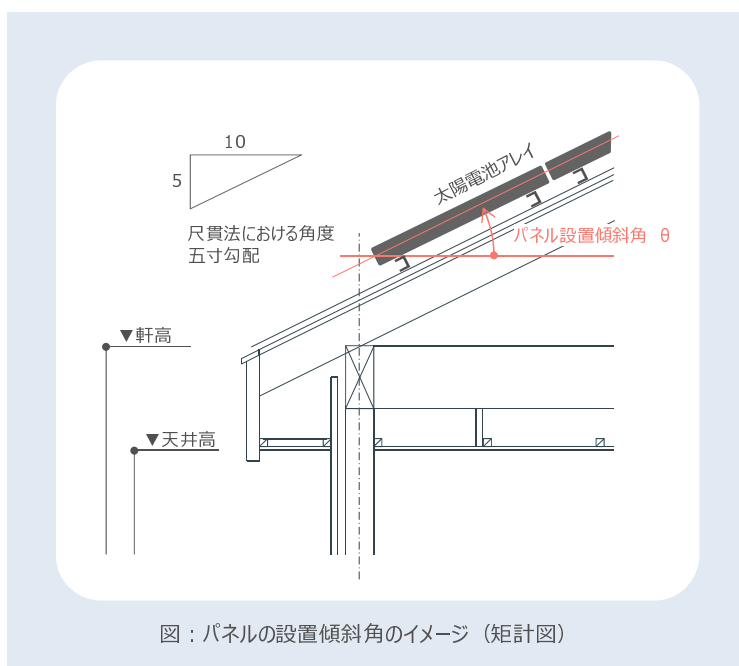 10
5
尺貫法における角度
五寸勾配
太陽電池アレイ
パネル設置傾斜角 θ
▼軒高
▼天井高
図：パネルの設置傾斜角のイメージ（矩計図）